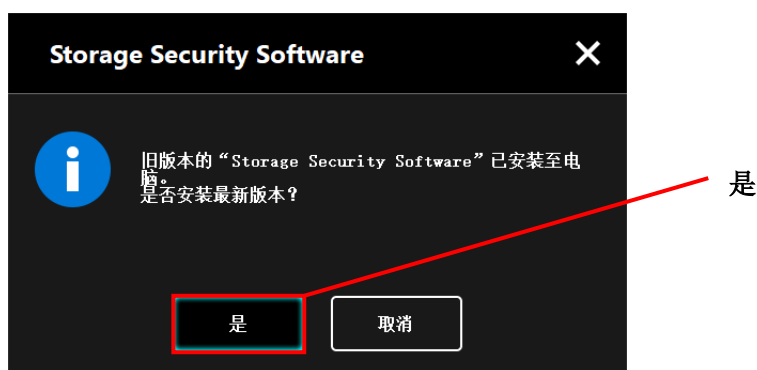 Storage Security Software
旧版本的“Storage Security Software”已安装至电
脑。
是否安装最新版本?
是
取消
是